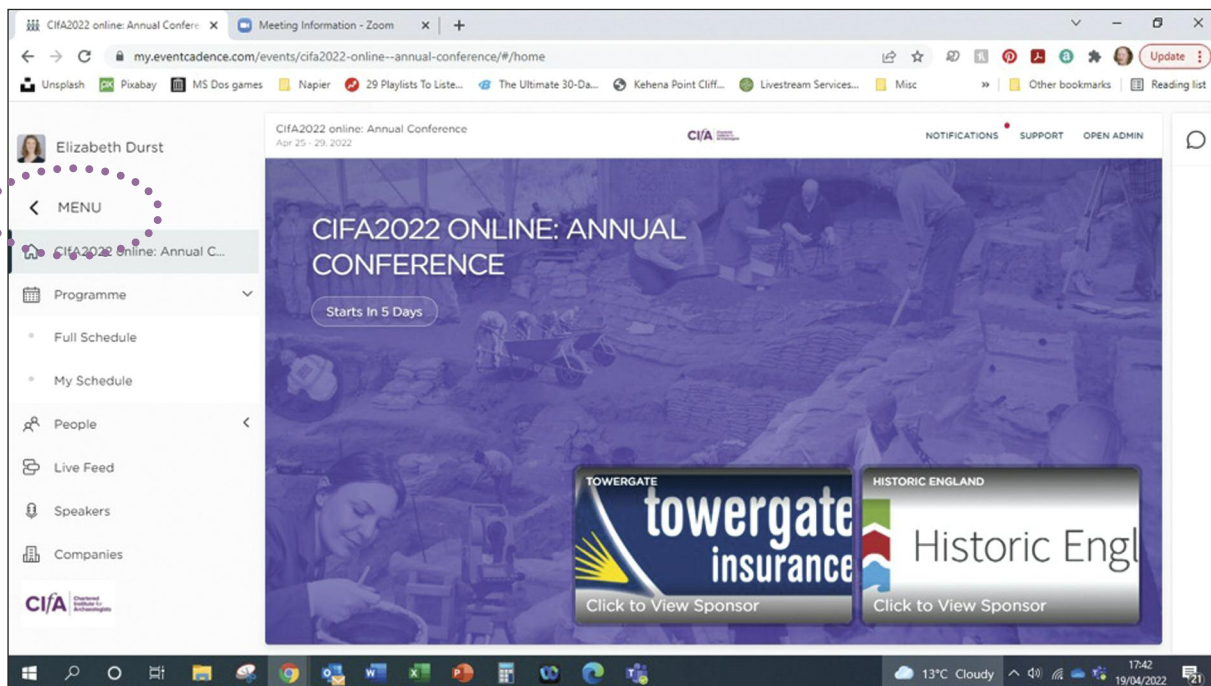 CIfA2022 online: Annual Confere
Meeting Information - Zoom
my.eventcadence.com/events/cifa2022-online--annual-conference/#/home
Update
Unsplash
Pixabay
MS Dos games
Napier
29 Playlists To Liste...
The Ultimate 30-Da...
Kehena Point Cliff...
Livestream Services...
Misc
»
Other bookmarks
Reading list
Elizabeth Durst
MENU
CIfA2022 online: Annual C...
Programme
Full Schedule
My Schedule
People
Live Feed
Speakers
Companies
CIfA Chartered
Institute for
Archaeologists
CIfA2022 online: Annual Conference
Apr 25 - 29, 2022
CIfA
NOTIFICATIONS
SUPPORT
OPEN ADMIN
CIFA2022 ONLINE: ANNUAL
CONFERENCE
Starts In 5 Days
TOWERGATE
towergate
insurance
Click to View Sponsor
HISTORIC ENGLAND
Historic Engl
Click to View Sponsor
13°C Cloudy
17:42
19/04/2022
21